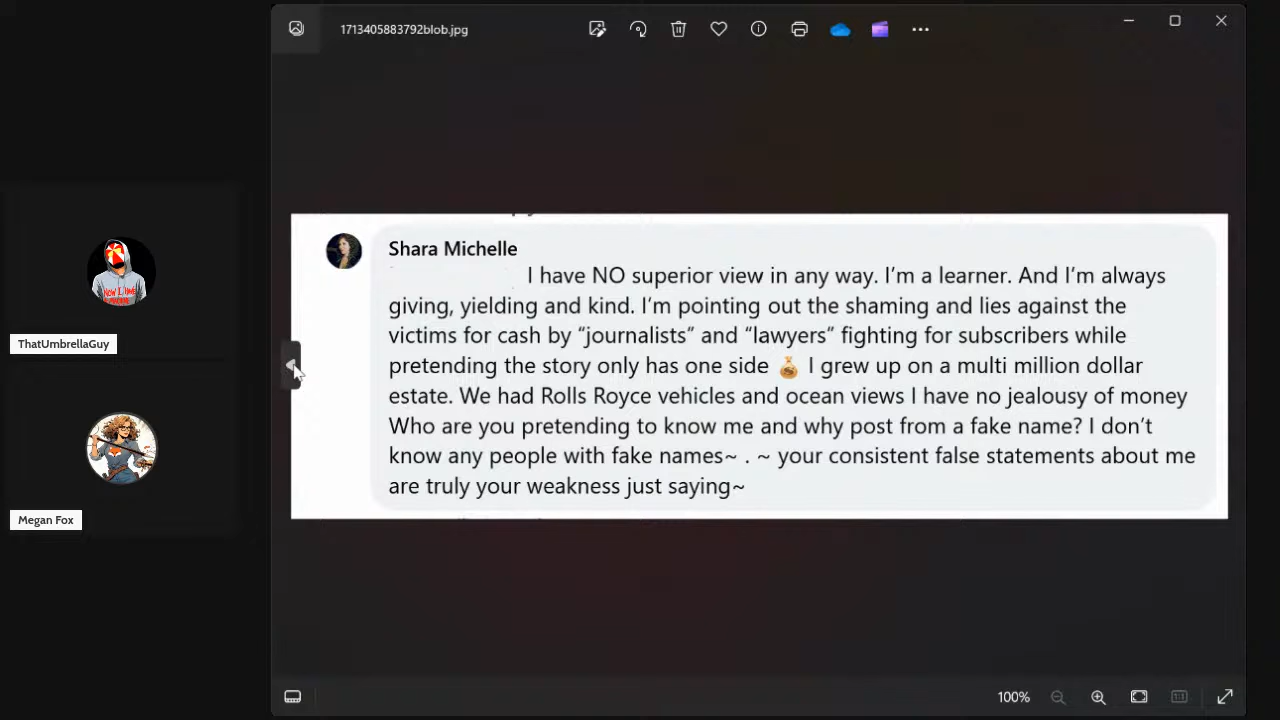 1713405883792blob.jpg
ThatUmbrellaGuy
Megan Fox
Shara Michelle
I have NO superior view in any way. I'm a learner. And I'm always
giving, yielding and kind. I'm pointing out the shaming and lies against the
victims for cash by “journalists” and “lawyers” fighting for subscribers while
pretending the story only has one side 💰 I grew up on a multi million dollar
estate. We had Rolls Royce vehicles and ocean views I have no jealousy of money
Who are you pretending to know me and why post from a fake name? I don't
know any people with fake names~ . ~ your consistent false statements about me
are truly your weakness just saying~
100%